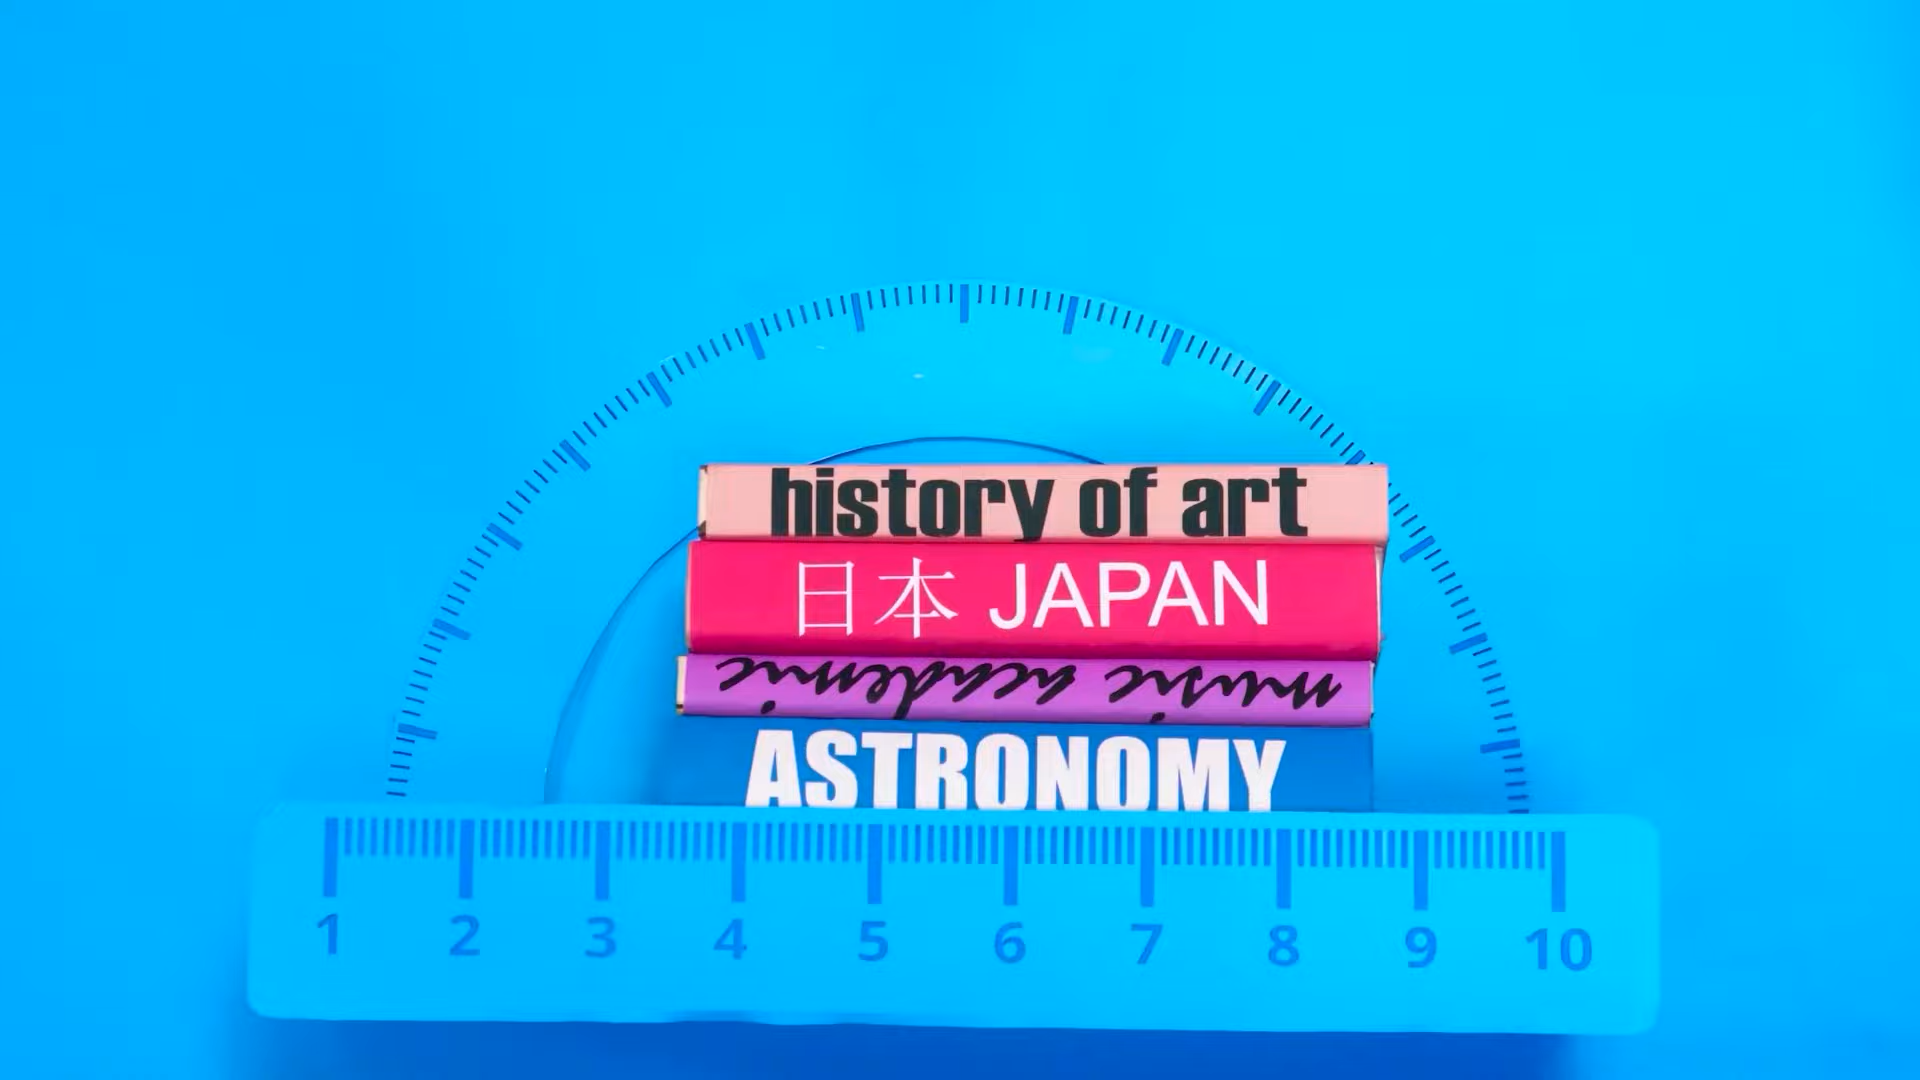 history of art
日本 JAPAN
music academic
ASTRONOMY
1 2 3 4 5 6 7 8 9 10